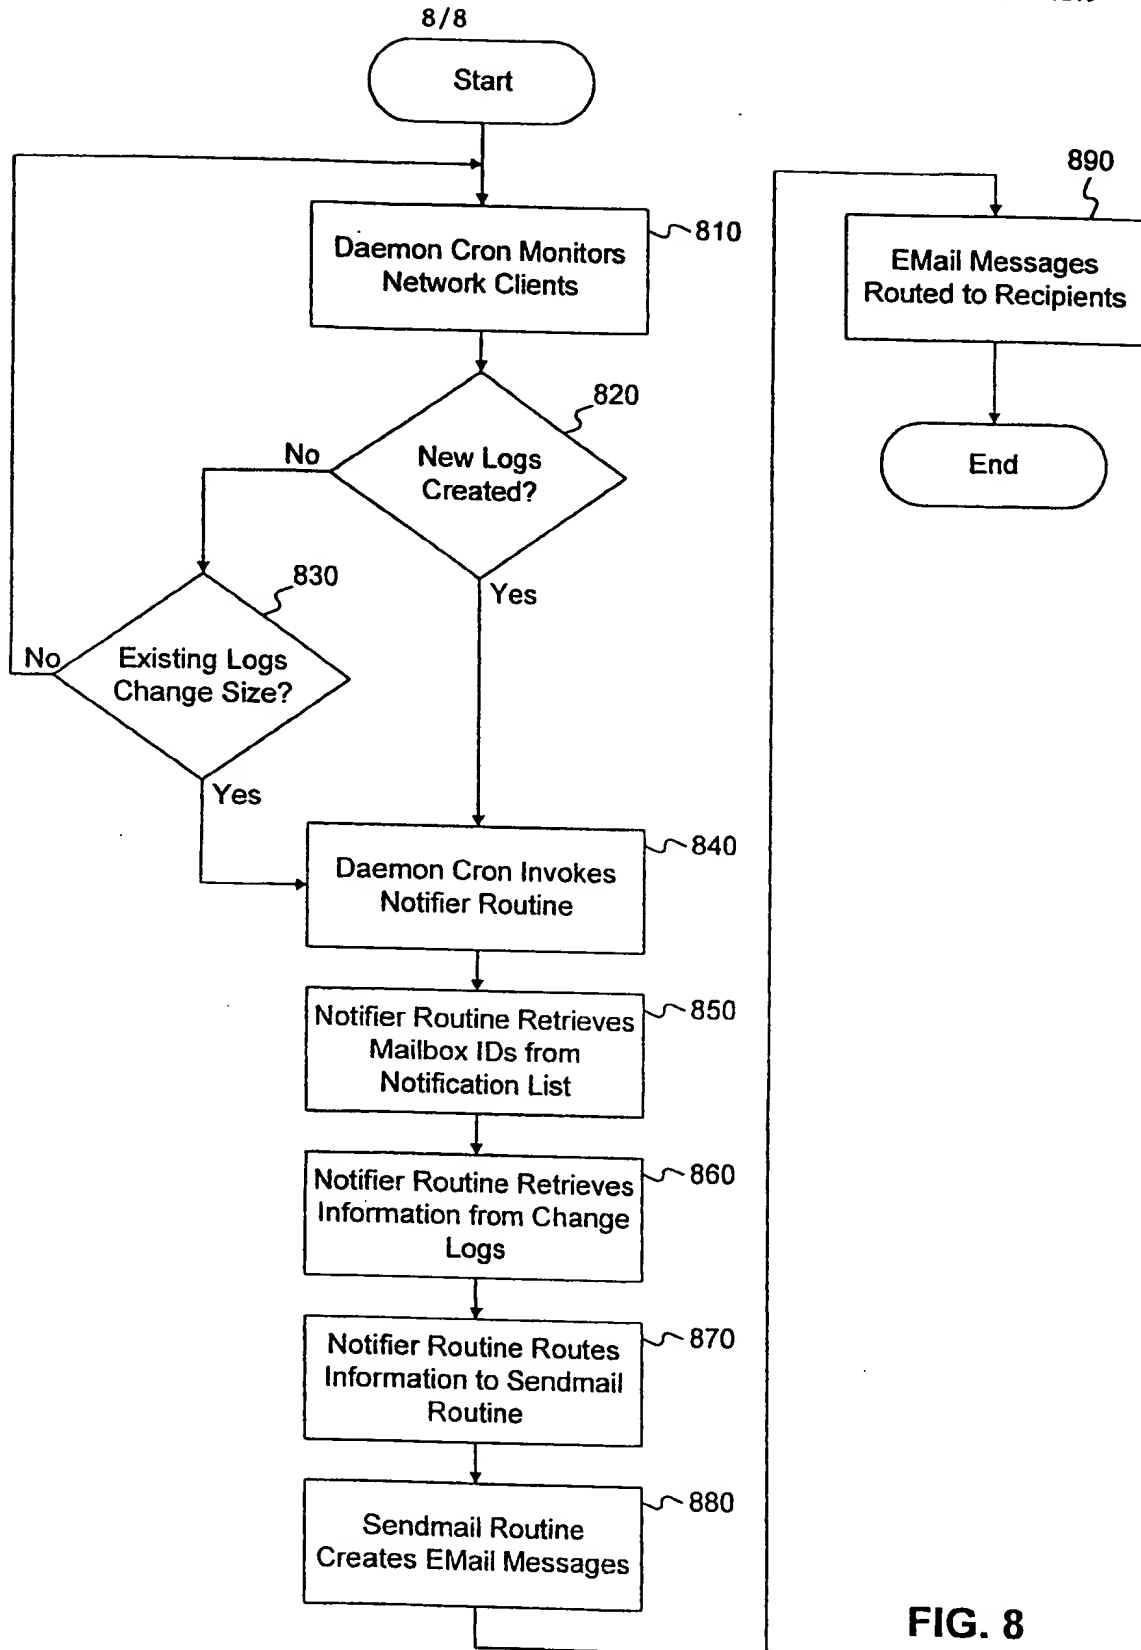 8/8
Start
Daemon Cron Monitors
Network Clients
810
New Logs
Created?
820
No
Yes
Existing Logs
Change Size?
830
No
Yes
Daemon Cron Invokes
Notifier Routine
840
Notifier Routine Retrieves
Mailbox IDs from
Notification List
850
Notifier Routine Retrieves
Information from Change
Logs
860
Notifier Routine Routes
Information to Sendmail
Routine
870
Sendmail Routine
Creates EMail Messages
880
EMail Messages
Routed to Recipients
890
End
FIG. 8